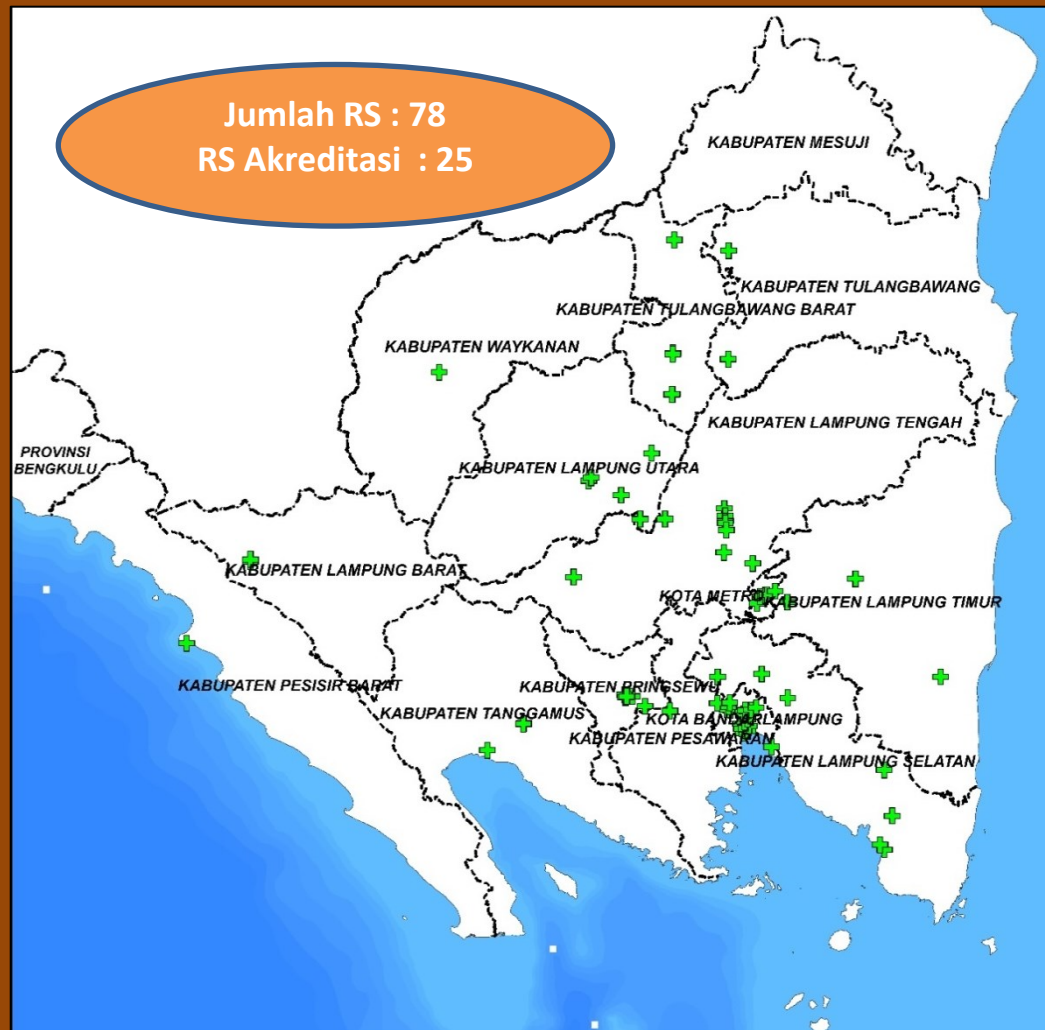 Jumlah RS : 78
RS Akreditasi : 25
KABUPATEN MESUJI
KABUPATEN TULANGBAWANG
KABUPATEN TULANGBAWANG BARAT
KABUPATEN WAYKANAN
KABUPATEN LAMPUNG TENGAH
PROVINSI
BENGKULU
KABUPATEN LAMPUNG UTARA
KABUPATEN LAMPUNG BARAT
KOTA METRO
KABUPATEN LAMPUNG TIMUR
KABUPATEN PESISIR BARAT
KABUPATEN PRINGSEWU
KABUPATEN TANGGAMUS
KOTA BANDARLAMPUNG
KABUPATEN PESAWARAN
KABUPATEN LAMPUNG SELATAN